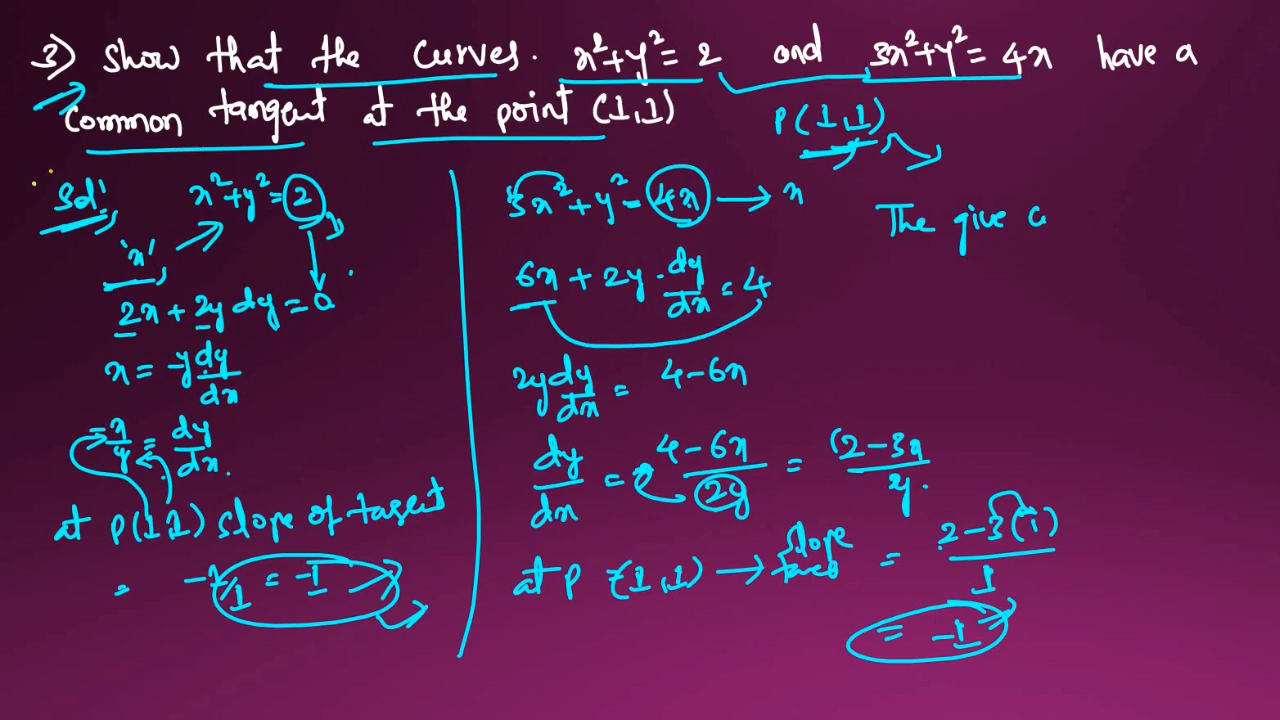 3) Show that the curves. x²+y²=2 and 3x²+y²=4x have a
common tangent at the point (1,1)
P(1,1)
Sol:
x²+y²=2
'x'
2x+2y dy=0
x=-y dy/dx
-x/y=dy/dx.
at P(1,1) slope of tagent
= -1/1 = -1
3x²+y²=4x → x
6x+2y.dy/dx=4
2y dy/dx = 4-6x
dy/dx = 4-6x/2y = (2-3x/y.
at P (1,1) → slope = 2-3(1)/1
= -1
The give c